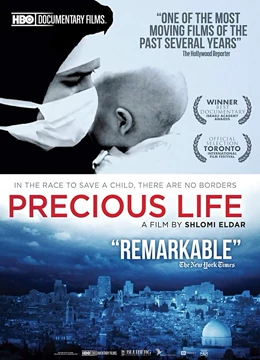 HBO DOCUMENTARY FILMS.
"ONE OF THE MOST
MOVING FILMS OF THE
PAST SEVERAL YEARS"
The Hollywood Reporter
WINNER
BEST
DOCUMENTARY
ISRAELI ACADEMY
AWARDS
OFFICIAL
SELECTION
TORONTO
INTERNATIONAL
FILM FESTIVAL
IN THE RACE TO SAVE A CHILD, THERE ARE NO BORDERS
PRECIOUS LIFE
A FILM BY SHLOMI ELDAR
"REMARKABLE"
The New York Times